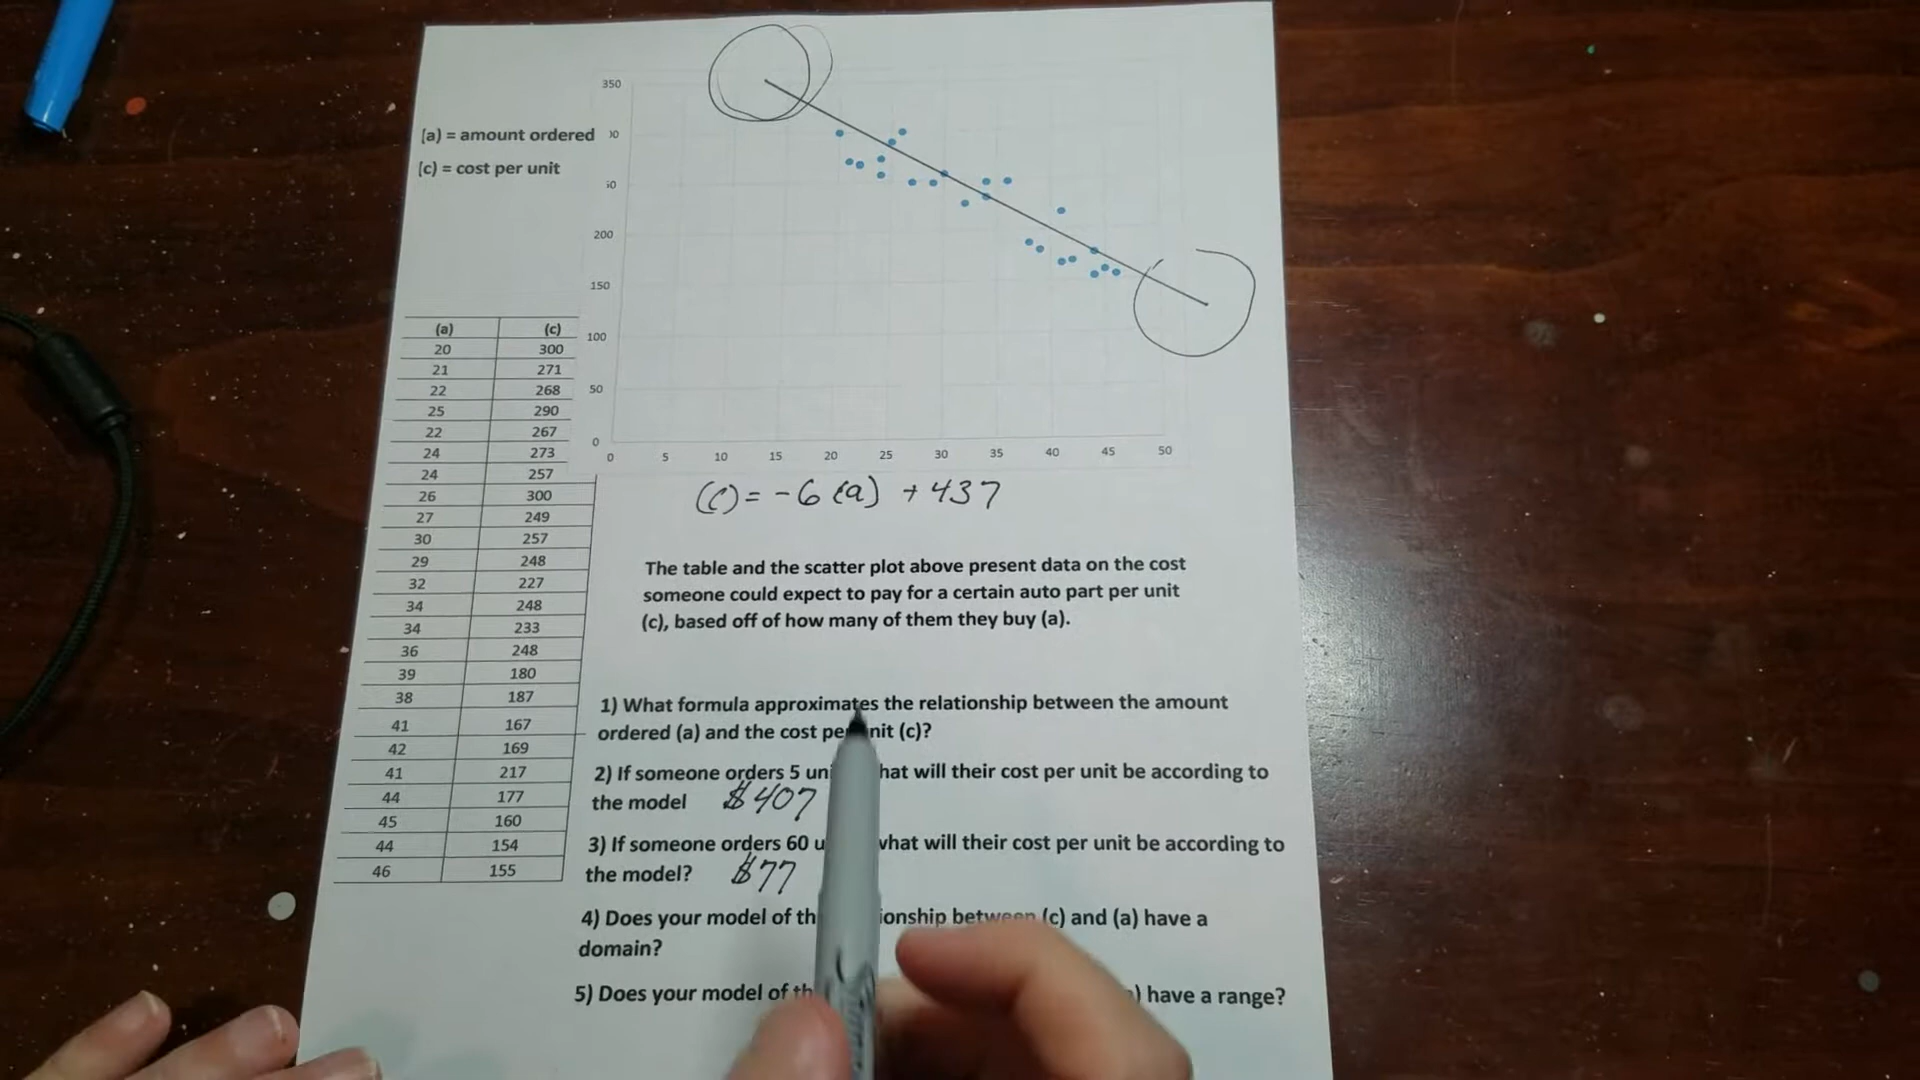 (a) = amount ordered
(c) = cost per unit
350
200
150
100
50
0
0 5 10 15 20 25 30 35 40 45 50
(a) (c)
20 300
21 271
22 268
25 290
22 267
24 273
24 257
26 300
27 249
30 257
29 248
32 227
34 248
34 233
36 248
39 180
38 187
41 167
42 169
41 217
44 177
45 160
44 154
46 155
(c) = -6 (a) + 437
The table and the scatter plot above present data on the cost
someone could expect to pay for a certain auto part per unit
(c), based off of how many of them they buy (a).
1) What formula approximates the relationship between the amount
ordered (a) and the cost per unit (c)?
2) If someone orders 5 will their cost per unit be according to
the model $407
3) If someone orders 60 what will their cost per unit be according to
the model? $77
4) Does your model of between (c) and (a) have a
domain?
5) Does your model of have a range?